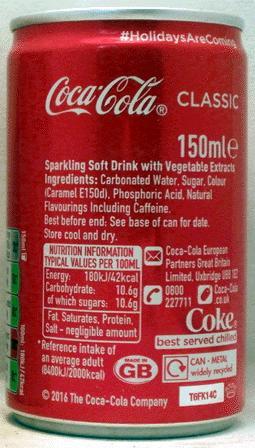 #HolidaysAreComing
Coca-Cola® CLASSIC
150ml e
Sparkling Soft Drink with Vegetable Extracts
Ingredients: Carbonated Water, Sugar, Colour
(Caramel E150d), Phosphoric Acid, Natural
Flavourings Including Caffeine.
Best before end: See base of can for date.
Store cool and dry.
NUTRITION INFORMATION
TYPICAL VALUES PER 100ML
Energy: 180kJ/42kcal
Carbohydrate: 10.6g
of which sugars: 10.6g
Fat, Saturates, Protein,
Salt - negligible amount
*Reference intake of
an average adult
(8400kJ/2000kcal)
© 2016 The Coca-Cola Company
Coca-Cola European
Partners Great Britain
Limited, Uxbridge UB8 1EZ
0800
227711
Coca-Cola
.co.uk
Coke
best served chilled
MADE IN
GB
CAN - METAL
widely recycled
T6FK14C